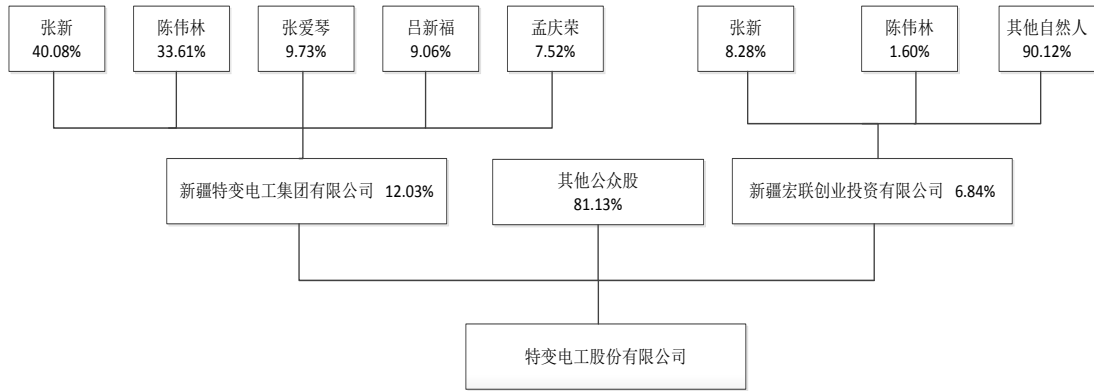 张新
40.08%
陈伟林
33.61%
张爱琴
9.73%
吕新福
9.06%
孟庆荣
7.52%
张新
8.28%
陈伟林
1.60%
其他自然人
90.12%
新疆特变电工集团有限公司 12.03%
其他公众股
81.13%
新疆宏联创业投资有限公司 6.84%
特变电工股份有限公司